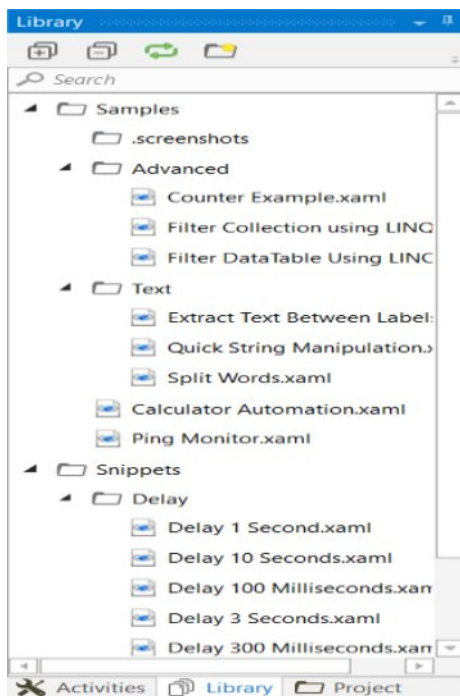 Library
Search
Samples
.screenshots
Advanced
Counter Example.xaml
Filter Collection using LINQ
Filter DataTable Using LINC
Text
Extract Text Between Label
Quick String Manipulation.
Split Words.xaml
Calculator Automation.xaml
Ping Monitor.xaml
Snippets
Delay
Delay 1 Second.xaml
Delay 10 Seconds.xaml
Delay 100 Milliseconds.xam
Delay 3 Seconds.xaml
Delay 300 Milliseconds.xam
Activities Library Project